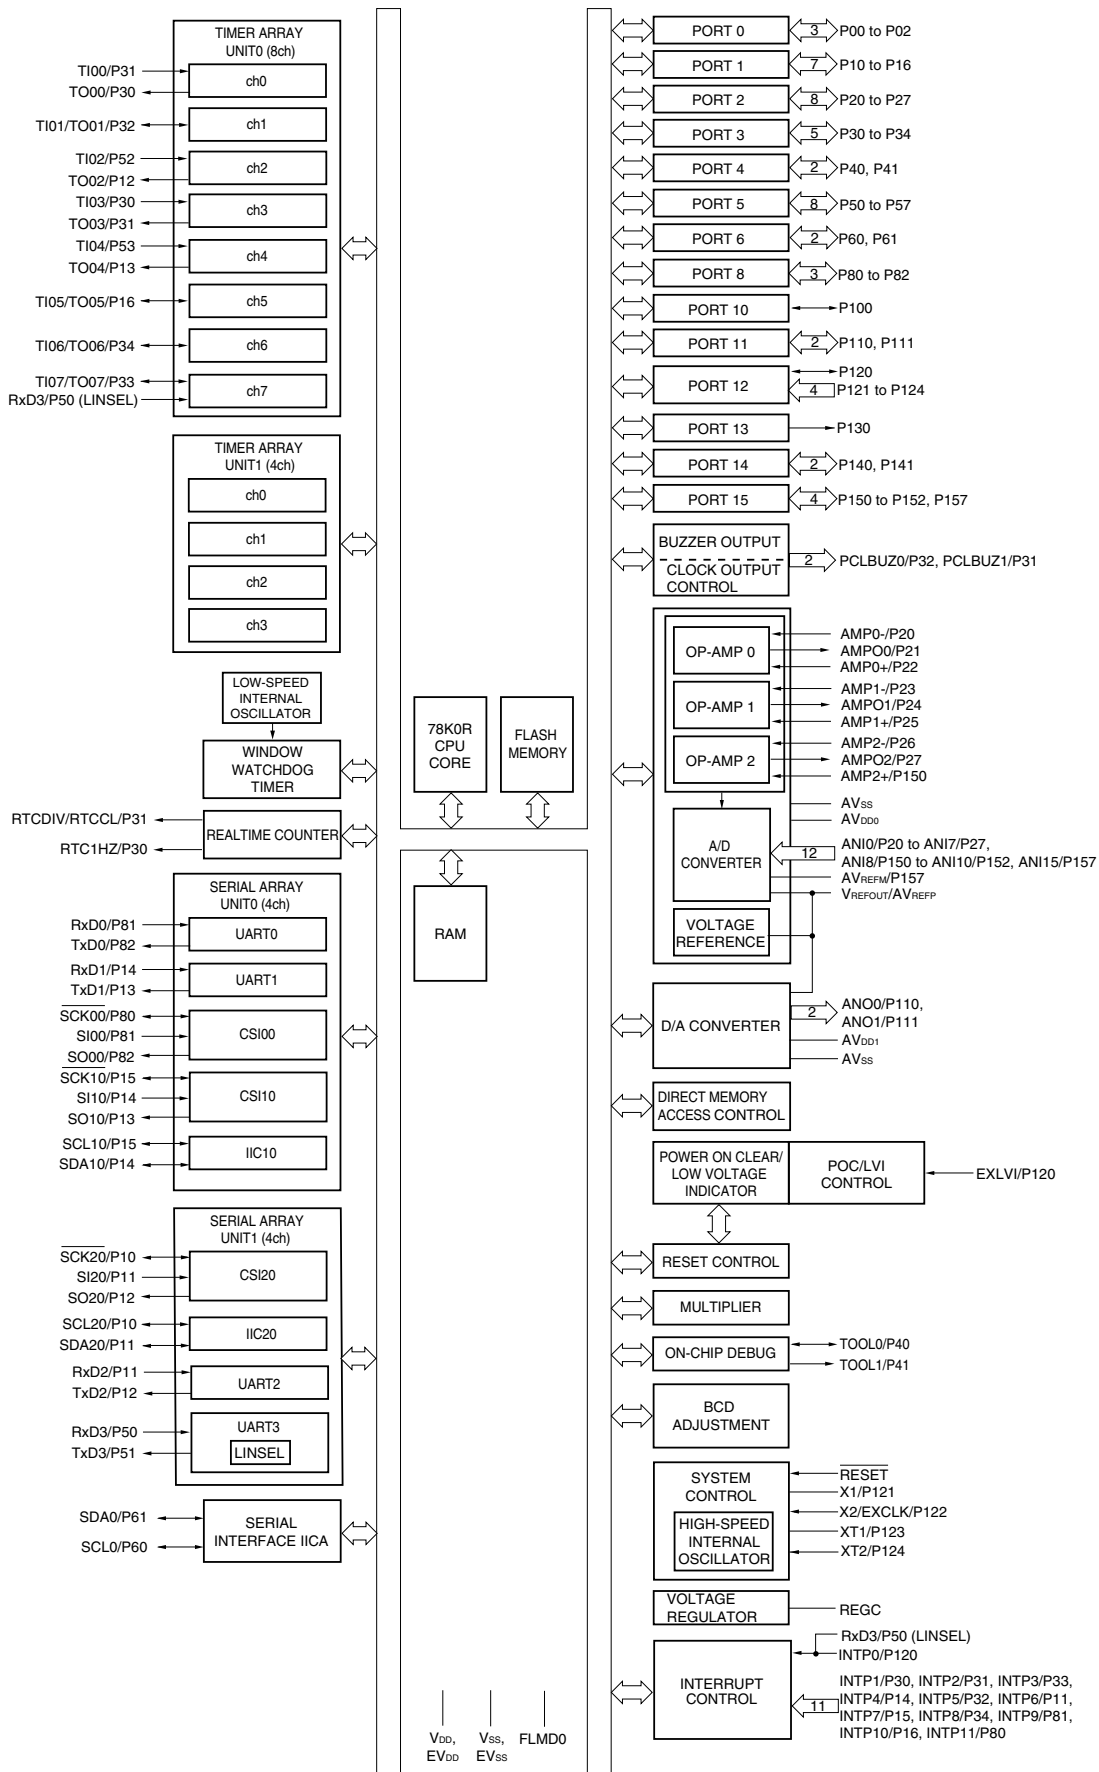 TIMER ARRAY
UNIT0 (8ch)
TI00/P31
TO00/P30
ch0
TI01/TO01/P32
ch1
TI02/P52
TO02/P12
ch2
TI03/P30
TO03/P31
ch3
TI04/P53
TO04/P13
ch4
TI05/TO05/P16
ch5
TI06/TO06/P34
ch6
TI07/TO07/P33
RxD3/P50 (LINSEL)
ch7
TIMER ARRAY
UNIT1 (4ch)
ch0
ch1
ch2
ch3
LOW-SPEED
INTERNAL
OSCILLATOR
WINDOW
WATCHDOG
TIMER
RTCDIV/RTCCL/P31
RTC1HZ/P30
REALTIME COUNTER
SERIAL ARRAY
UNIT0 (4ch)
RxD0/P81
TxD0/P82
UART0
RxD1/P14
TxD1/P13
UART1
SCK00/P80
SI00/P81
SO00/P82
CSI00
SCK10/P15
SI10/P14
SO10/P13
CSI10
SCL10/P15
SDA10/P14
IIC10
SERIAL ARRAY
UNIT1 (4ch)
SCK20/P10
SI20/P11
SO20/P12
CSI20
SCL20/P10
SDA20/P11
IIC20
RxD2/P11
TxD2/P12
UART2
RxD3/P50
TxD3/P51
UART3
LINSEL
SDA0/P61
SCL0/P60
SERIAL
INTERFACE IICA
78K0R
CPU
CORE
FLASH
MEMORY
RAM
VDD,
EVDD
VSS,
EVSS
FLMD0
PORT 0
3
P00 to P02
PORT 1
7
P10 to P16
PORT 2
8
P20 to P27
PORT 3
5
P30 to P34
PORT 4
2
P40, P41
PORT 5
8
P50 to P57
PORT 6
2
P60, P61
PORT 8
3
P80 to P82
PORT 10
P100
PORT 11
2
P110, P111
PORT 12
P120
4
P121 to P124
PORT 13
P130
PORT 14
2
P140, P141
PORT 15
4
P150 to P152, P157
BUZZER OUTPUT
CLOCK OUTPUT
CONTROL
2
PCLBUZ0/P32, PCLBUZ1/P31
OP-AMP 0
AMP0-/P20
AMPO0/P21
AMP0+/P22
OP-AMP 1
AMP1-/P23
AMPO1/P24
AMP1+/P25
OP-AMP 2
AMP2-/P26
AMPO2/P27
AMP2+/P150
AVSS
AVDD0
A/D
CONVERTER
12
ANI0/P20 to ANI7/P27,
ANI8/P150 to ANI10/P152, ANI15/P157
AVREFM/P157
VREFOUT/AVREFP
VOLTAGE
REFERENCE
D/A CONVERTER
2
ANO0/P110,
ANO1/P111
AVDD1
AVSS
DIRECT MEMORY
ACCESS CONTROL
POWER ON CLEAR/
LOW VOLTAGE
INDICATOR
POC/LVI
CONTROL
EXLVI/P120
RESET CONTROL
MULTIPLIER
ON-CHIP DEBUG
TOOL0/P40
TOOL1/P41
BCD
ADJUSTMENT
SYSTEM
CONTROL
HIGH-SPEED
INTERNAL
OSCILLATOR
RESET
X1/P121
X2/EXCLK/P122
XT1/P123
XT2/P124
VOLTAGE
REGULATOR
REGC
INTERRUPT
CONTROL
RxD3/P50 (LINSEL)
INTP0/P120
11
INTP1/P30, INTP2/P31, INTP3/P33,
INTP4/P14, INTP5/P32, INTP6/P11,
INTP7/P15, INTP8/P34, INTP9/P81,
INTP10/P16, INTP11/P80